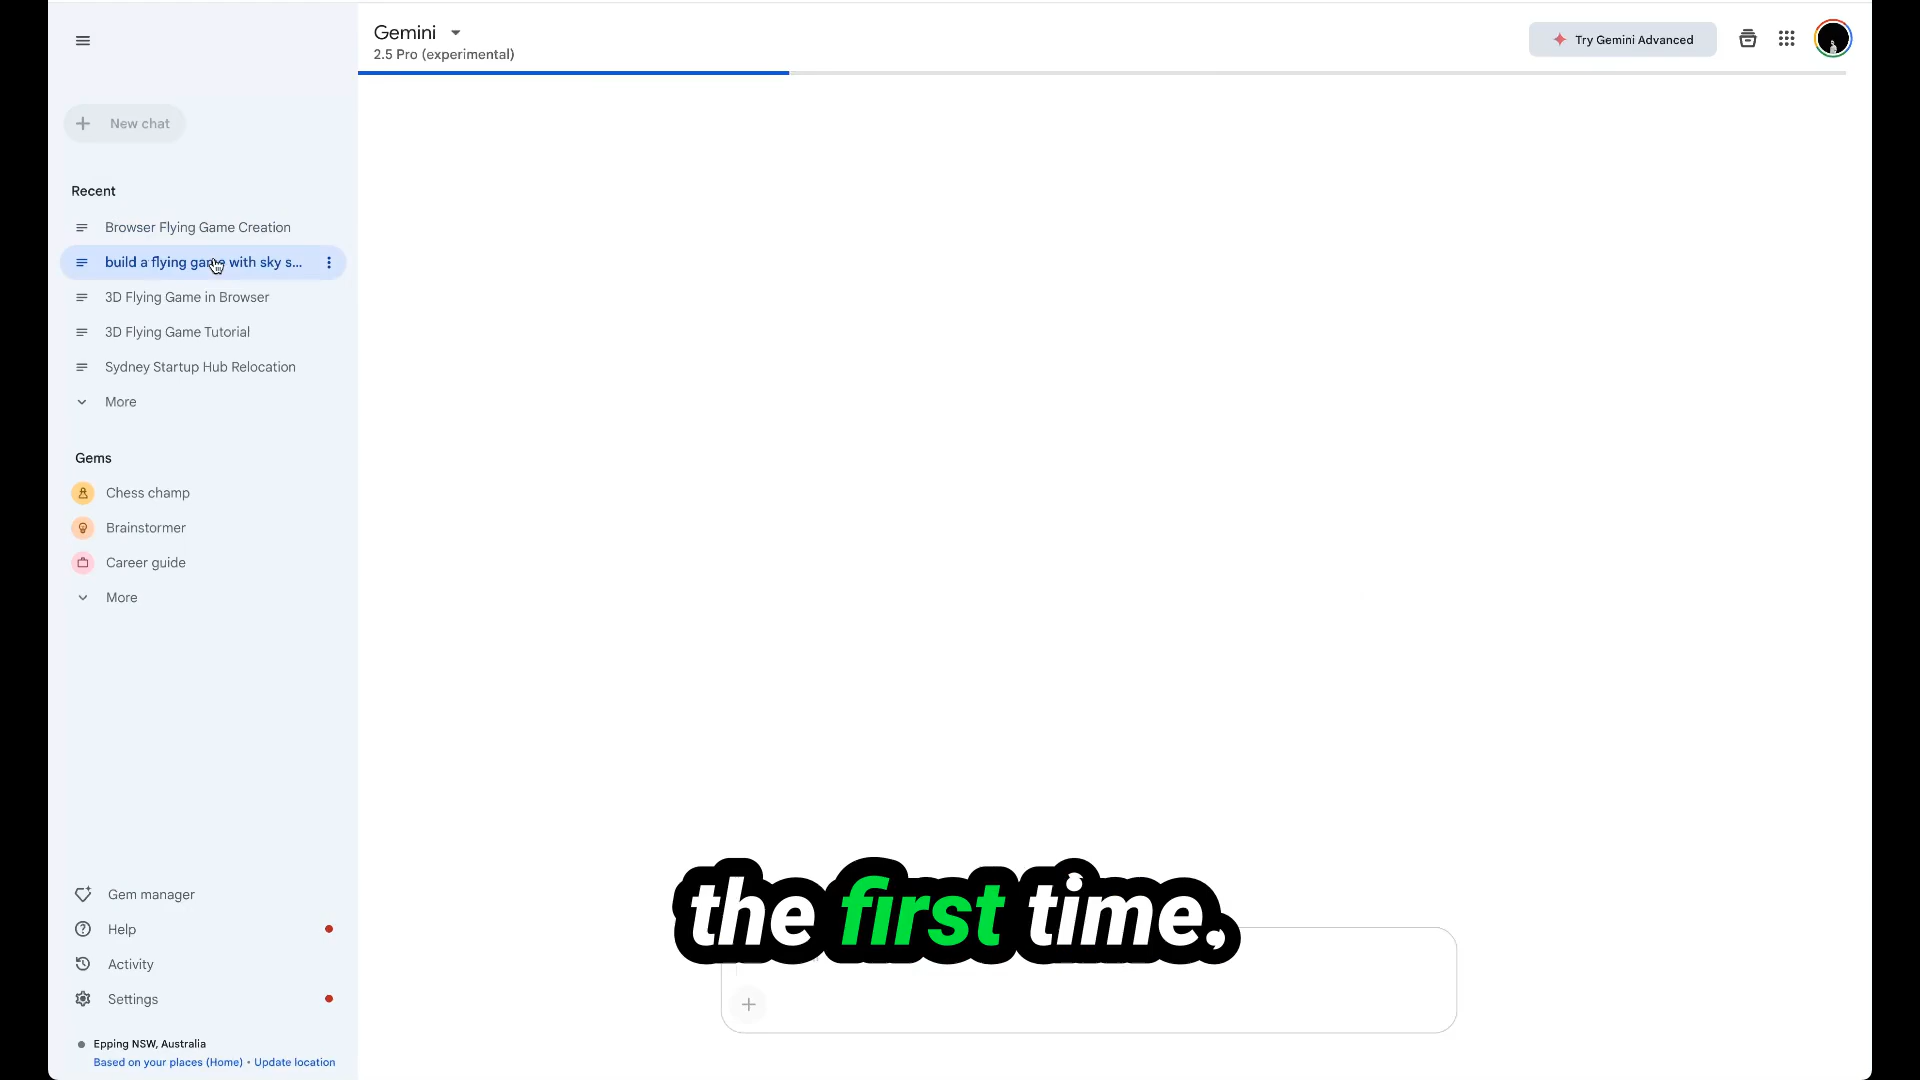 Gemini
2.5 Pro (experimental)
Try Gemini Advanced
New chat
Recent
Browser Flying Game Creation
build a flying game with sky s...
3D Flying Game in Browser
3D Flying Game Tutorial
Sydney Startup Hub Relocation
More
Gems
Chess champ
Brainstormer
Career guide
More
the first time.
Gem manager
Help
Activity
Settings
Epping NSW, Australia
Based on your places (Home) • Update location